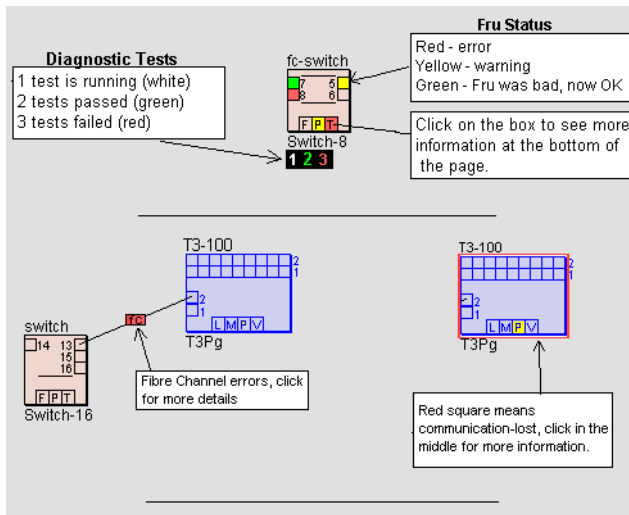 Fru Status
Diagnostic Tests
fc-switch
Red - error
Yellow - warning
Green - Fru was bad, now OK
1 test is running (white)
2 tests passed (green)
3 tests failed (red)
7 5
8 6
F P T
Switch-8
1 2 3
Click on the box to see more
information at the bottom of
the page.
T3-100
2
1
2
1
L M P V
T3Pg
fC
switch
14 13
15
16
F P T
Switch-16
Fibre Channel errors, click
for more details
T3-100
2
1
2
1
L M P V
T3Pg
Red square means
communication-lost, click in the
middle for more information.